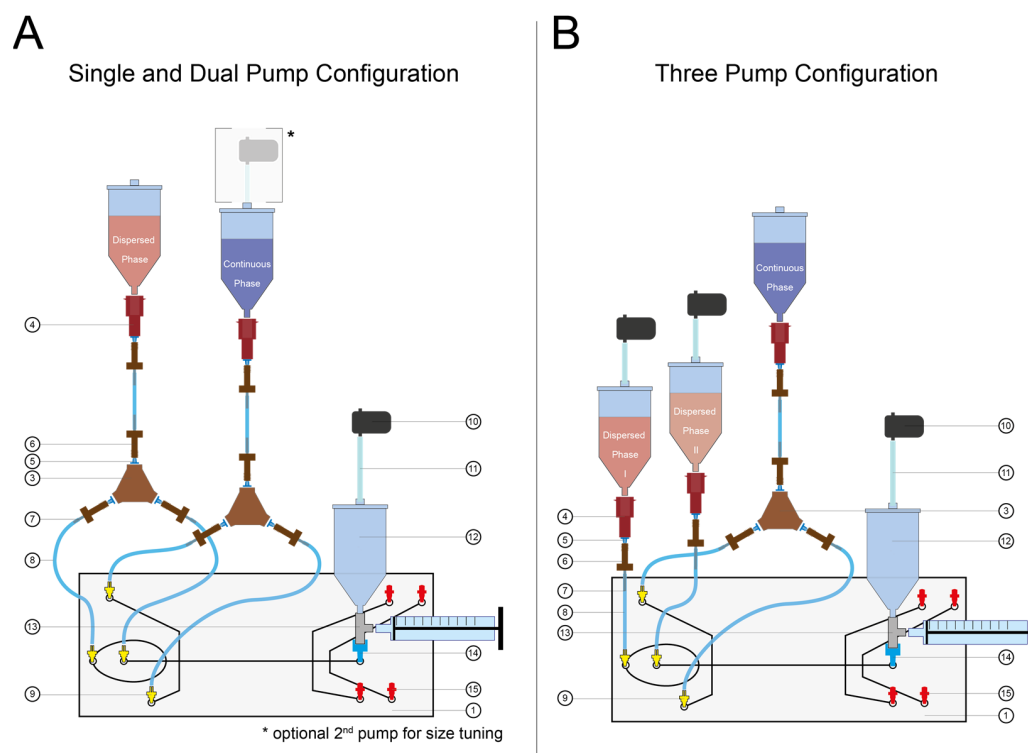 A
Single and Dual Pump Configuration
*
Dispersed
Phase
Continuous
Phase
4
6
5
3
7
8
13
9
10
11
12
14
15
1
* optional 2nd pump for size tuning
B
Three Pump Configuration
Continuous
Phase
Dispersed
Phase
II
Dispersed
Phase
I
4
5
6
7
8
13
9
10
11
3
12
14
15
1